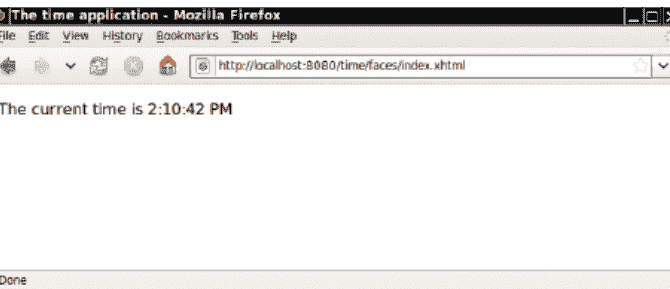 The time application - Mozilla Firefox
File Edit View History Bookmarks Tools Help
http://localhost:8080/time/faces/index.xhtml
The current time is 2:10:42 PM
Done